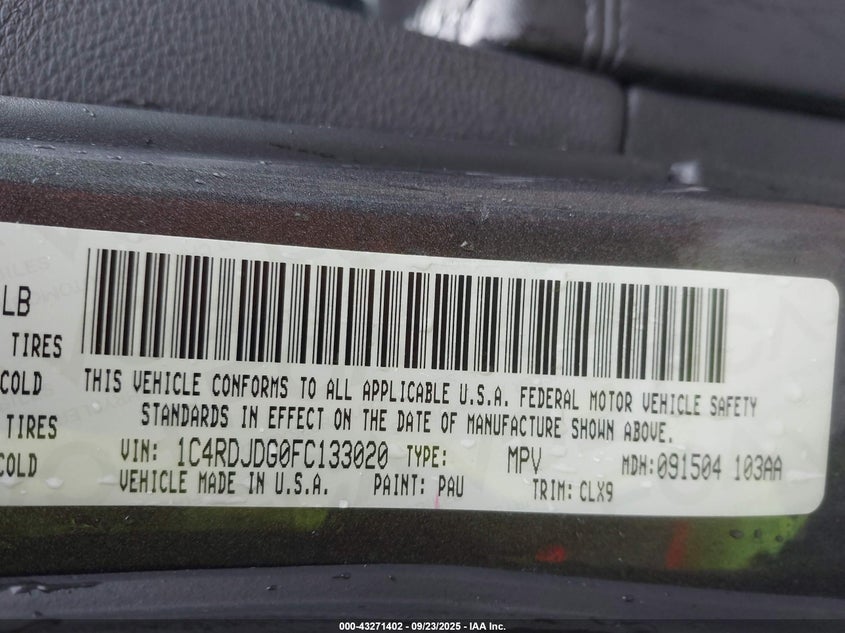 LB
TIRES
COLD
TIRES
COLD
THIS VEHICLE CONFORMS TO ALL APPLICABLE U.S.A. FEDERAL MOTOR VEHICLE SAFETY
STANDARDS IN EFFECT ON THE DATE OF MANUFACTURE SHOWN ABOVE.
VIN: 1C4RDJDG0FC133020 TYPE: MPV MDH: 091504 103AA
VEHICLE MADE IN U.S.A. PAINT: PAU TRIM: CLX9
000-43271402 - 09/23/2025 - IAA Inc.